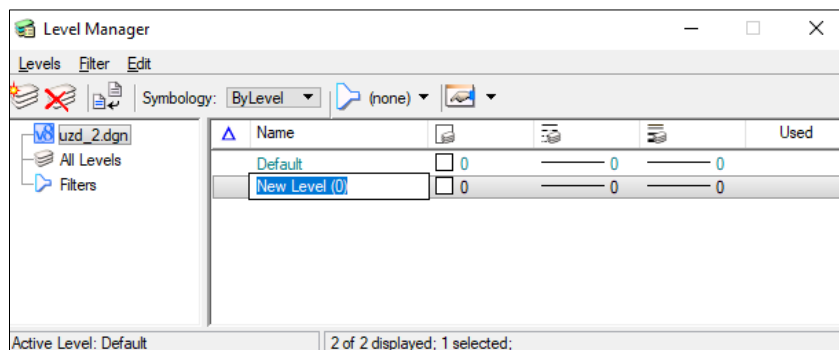 Level Manager
Levels Filter Edit
Symbology: ByLevel (none)
uzd_2.dgn
All Levels
Filters
Name Used
Default 0 0 0
New Level (0) 0 0 0
Active Level: Default 2 of 2 displayed; 1 selected;